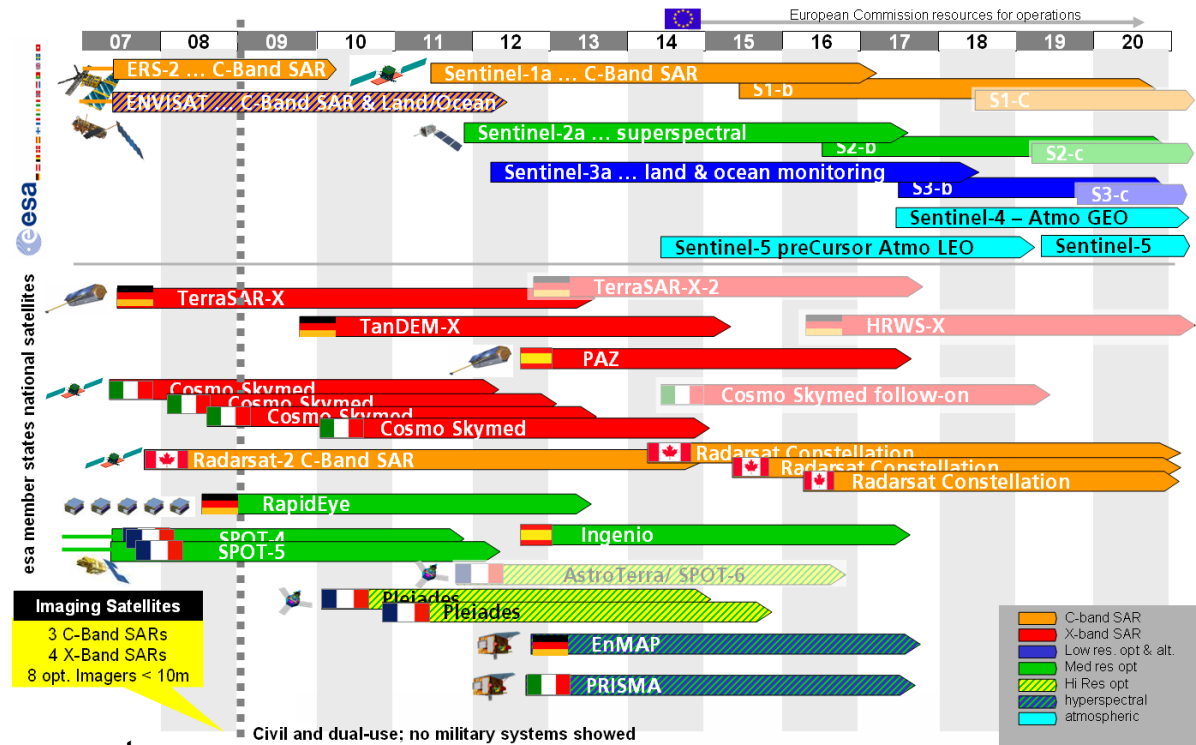 European Commission resources for operations
07 08 09 10 11 12 13 14 15 16 17 18 19 20
ERS-2 ... C-Band SAR
Sentinel-1a ... C-Band SAR
S1-b
ENVISAT C-Band SAR & Land/Ocean
S1-C
Sentinel-2a ... superspectral
S2-b
S2-c
Sentinel-3a ... land & ocean monitoring
S3-b
S3-c
Sentinel-4 – Atmo GEO
Sentinel-5 preCursor Atmo LEO
Sentinel-5
esa
esa member states national satellites
TerraSAR-X
TerraSAR-X-2
TanDEM-X
HRWS-X
PAZ
Cosmo Skymed
Cosmo Skymed
Cosmo Skymed
Cosmo Skymed
Cosmo Skymed follow-on
Radarsat-2 C-Band SAR
Radarsat Constellation
Radarsat Constellation
Radarsat Constellation
RapidEye
SPOT-4
SPOT-5
Ingenio
AstroTerra/ SPOT-6
Pleiades
Pleiades
EnMAP
PRISMA
Imaging Satellites
3 C-Band SARs
4 X-Band SARs
8 opt. Imagers < 10m
C-band SAR
X-band SAR
Low res. opt & alt.
Med res opt
Hi Res opt
hyperspectral
atmospheric
Civil and dual-use; no military systems showed